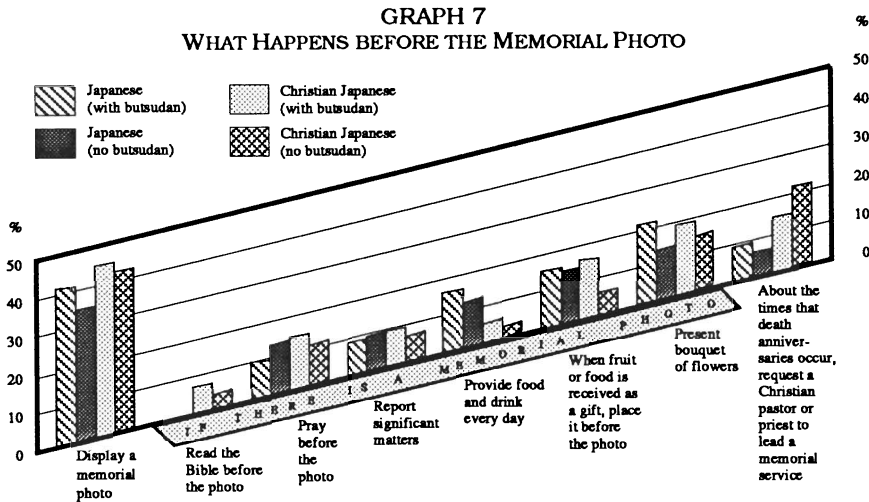 GRAPH 7
WHAT HAPPENS BEFORE THE MEMORIAL PHOTO
Japanese
(with butsudan)
Christian Japanese
(with butsudan)
Japanese
(no butsudan)
Christian Japanese
(no butsudan)
%
50
40
30
20
10
0
%
50
40
30
20
10
0
IF THERE IS A MEMORIAL PHOTO
Display a
memorial
photo
Read the
Bible before
the photo
Pray
before
the
photo
Report
significant
matters
Provide food
and drink
every day
When fruit
or food is
received as
a gift, place
it before
the photo
Present
bouquet
of flowers
About the
times that
death
anniver-
saries occur,
request a
Christian
pastor or
priest to
lead a
memorial
service